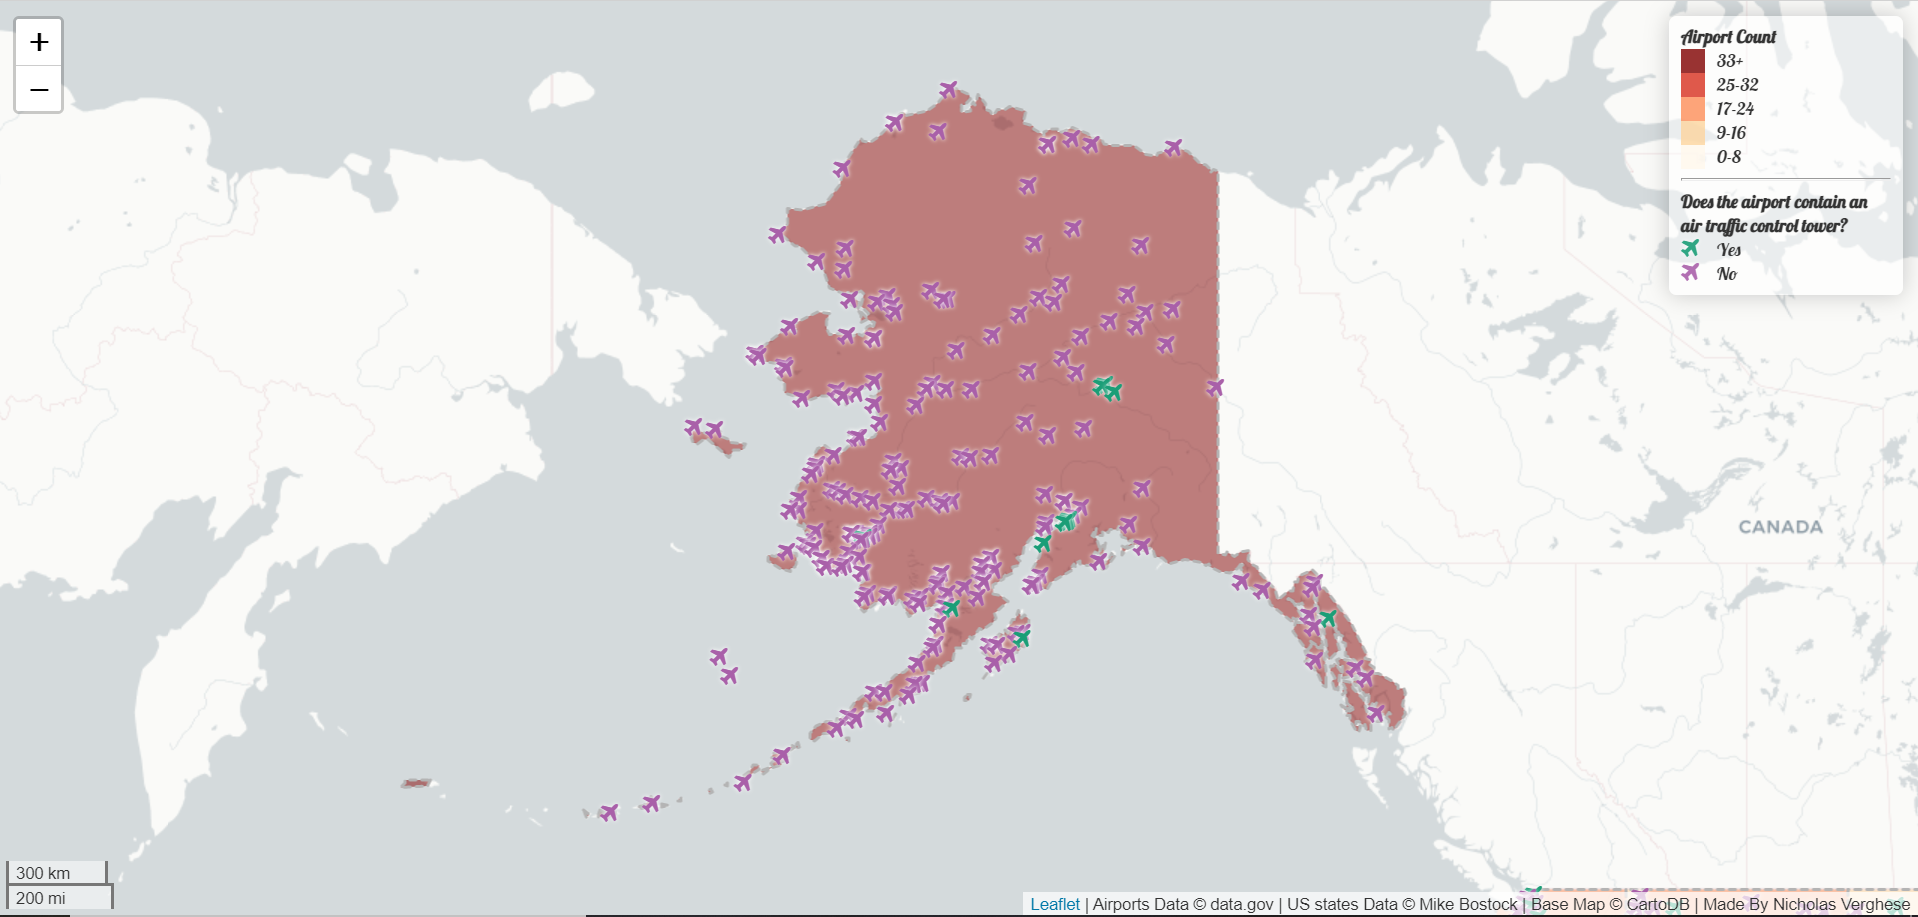 +
−
Airport Count
33+
25-32
17-24
9-16
0-8
Does the airport contain an
air traffic control tower?
Yes
No
CANADA
300 km
200 mi
Leaflet | Airports Data © data.gov | US states Data © Mike Bostock | Base Map © CartoDB | Made By Nicholas Verghese